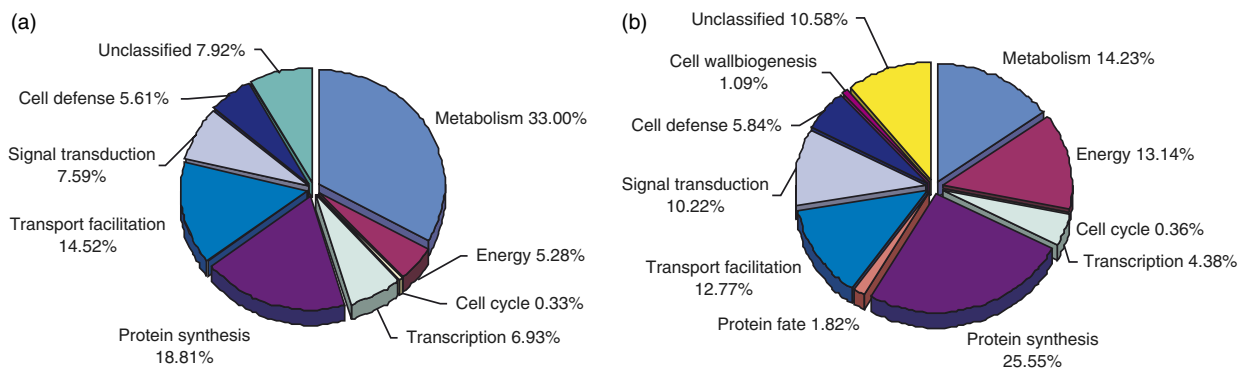 (a)
Unclassified 7.92%
Cell defense 5.61%
Signal transduction
7.59%
Transport facilitation
14.52%
Protein synthesis
18.81%
Metabolism 33.00%
Energy 5.28%
Cell cycle 0.33%
Transcription 6.93%
(b)
Unclassified 10.58%
Cell wallbiogenesis
1.09%
Cell defense 5.84%
Signal transduction
10.22%
Transport facilitation
12.77%
Protein fate 1.82%
Metabolism 14.23%
Energy 13.14%
Cell cycle 0.36%
Transcription 4.38%
Protein synthesis
25.55%